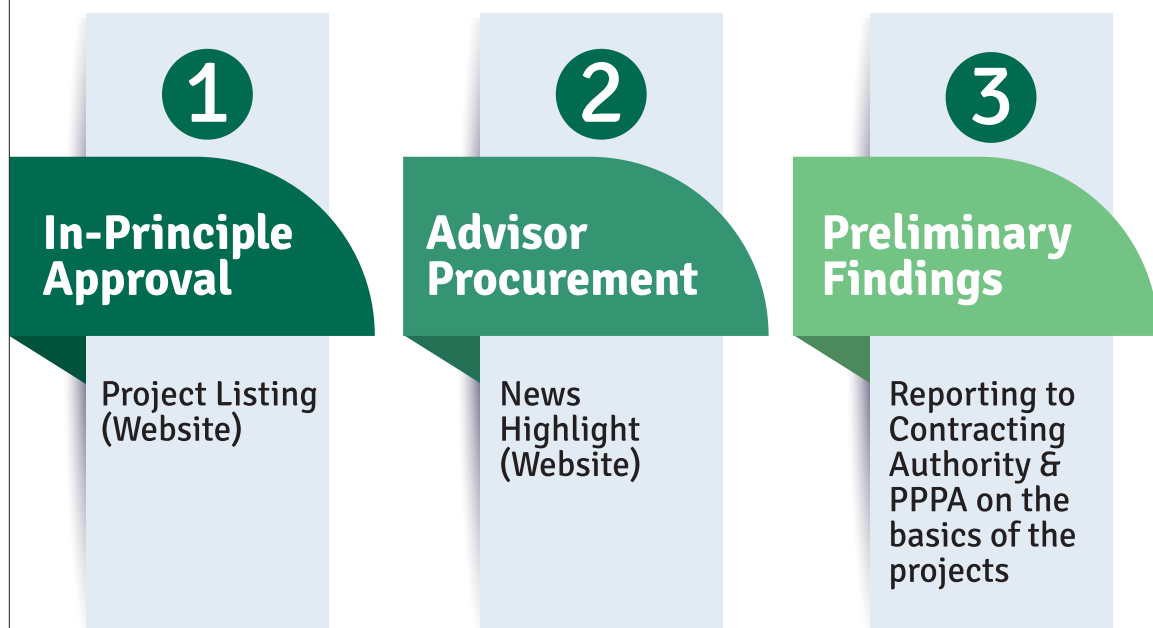 1
In-Principle
Approval
Project Listing
(Website)
2
Advisor
Procurement
News
Highlight
(Website)
3
Preliminary
Findings
Reporting to
Contracting
Authority &
PPPA on the
basics of the
projects